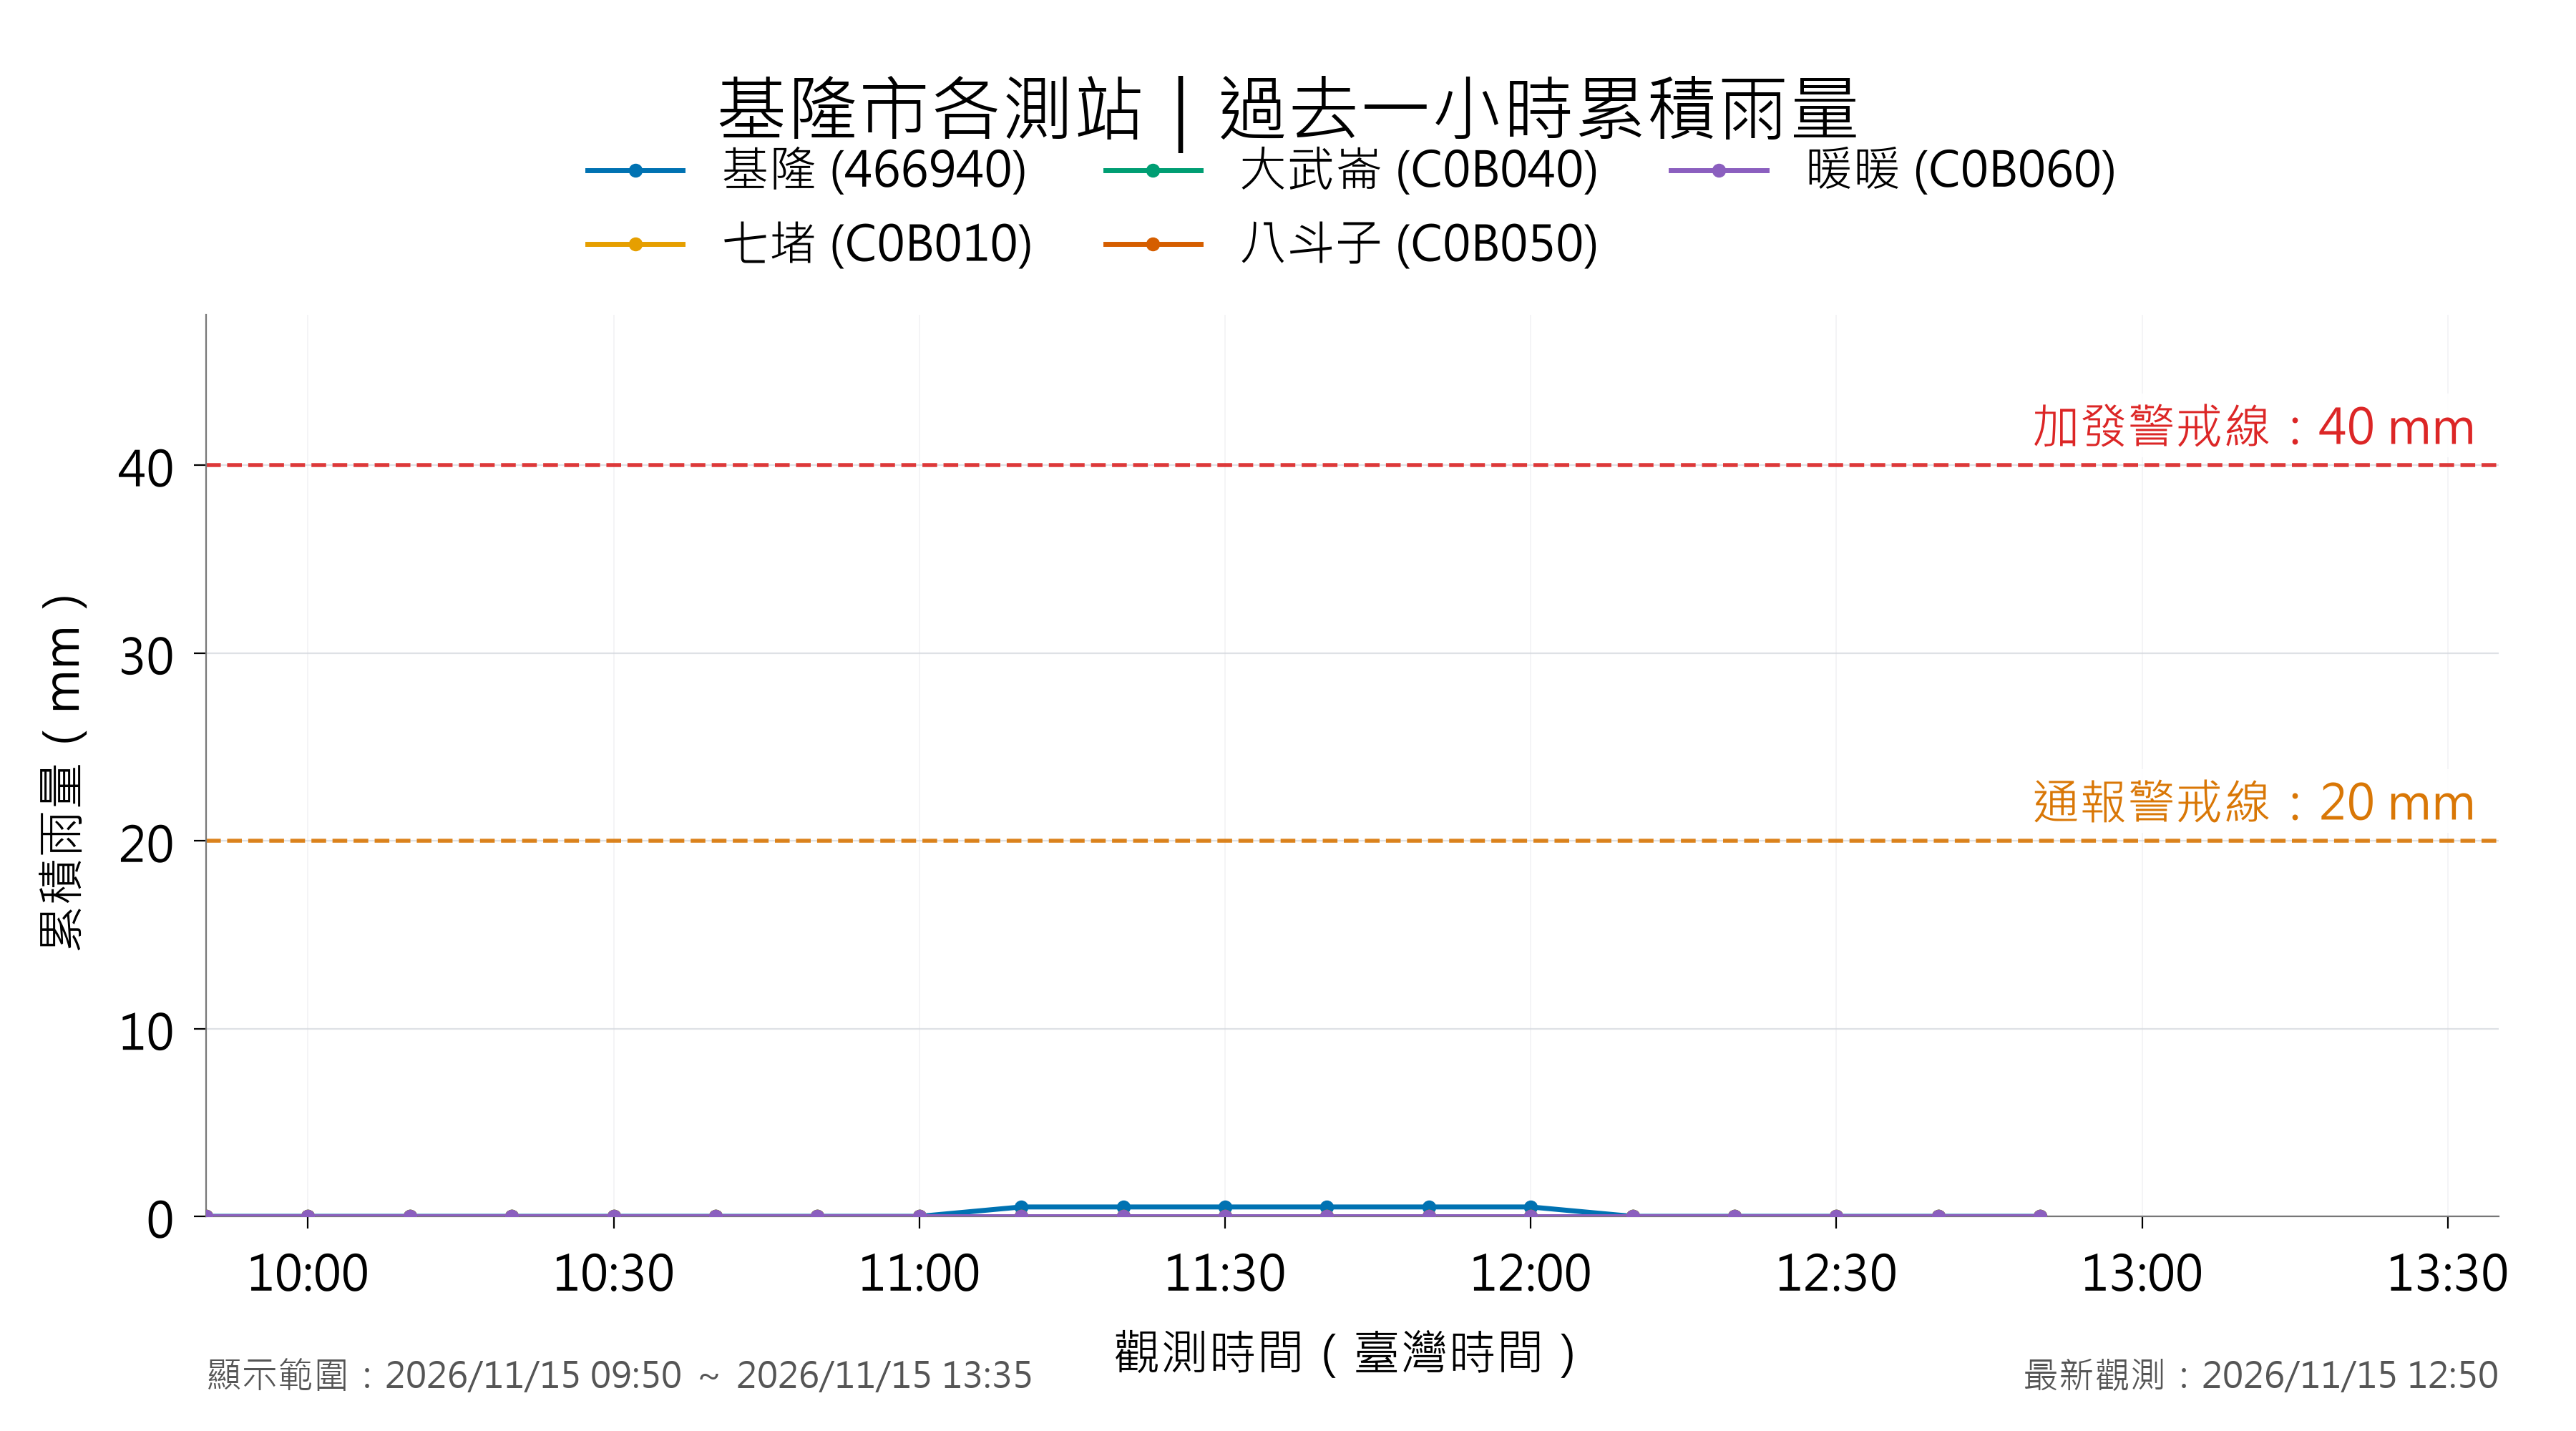 基隆市各測站｜過去一小時累積雨量
基隆 (466940)
七堵 (C0B010)
大武崙 (C0B040)
八斗子 (C0B050)
暖暖 (C0B060)
累積雨量（mm）
40
30
20
10
0
加發警戒線：40 mm
通報警戒線：20 mm
10:00 10:30 11:00 11:30 12:00 12:30 13:00 13:30
觀測時間（臺灣時間）
顯示範圍：2026/11/15 09:50 ~ 2026/11/15 13:35
最新觀測：2026/11/15 12:50